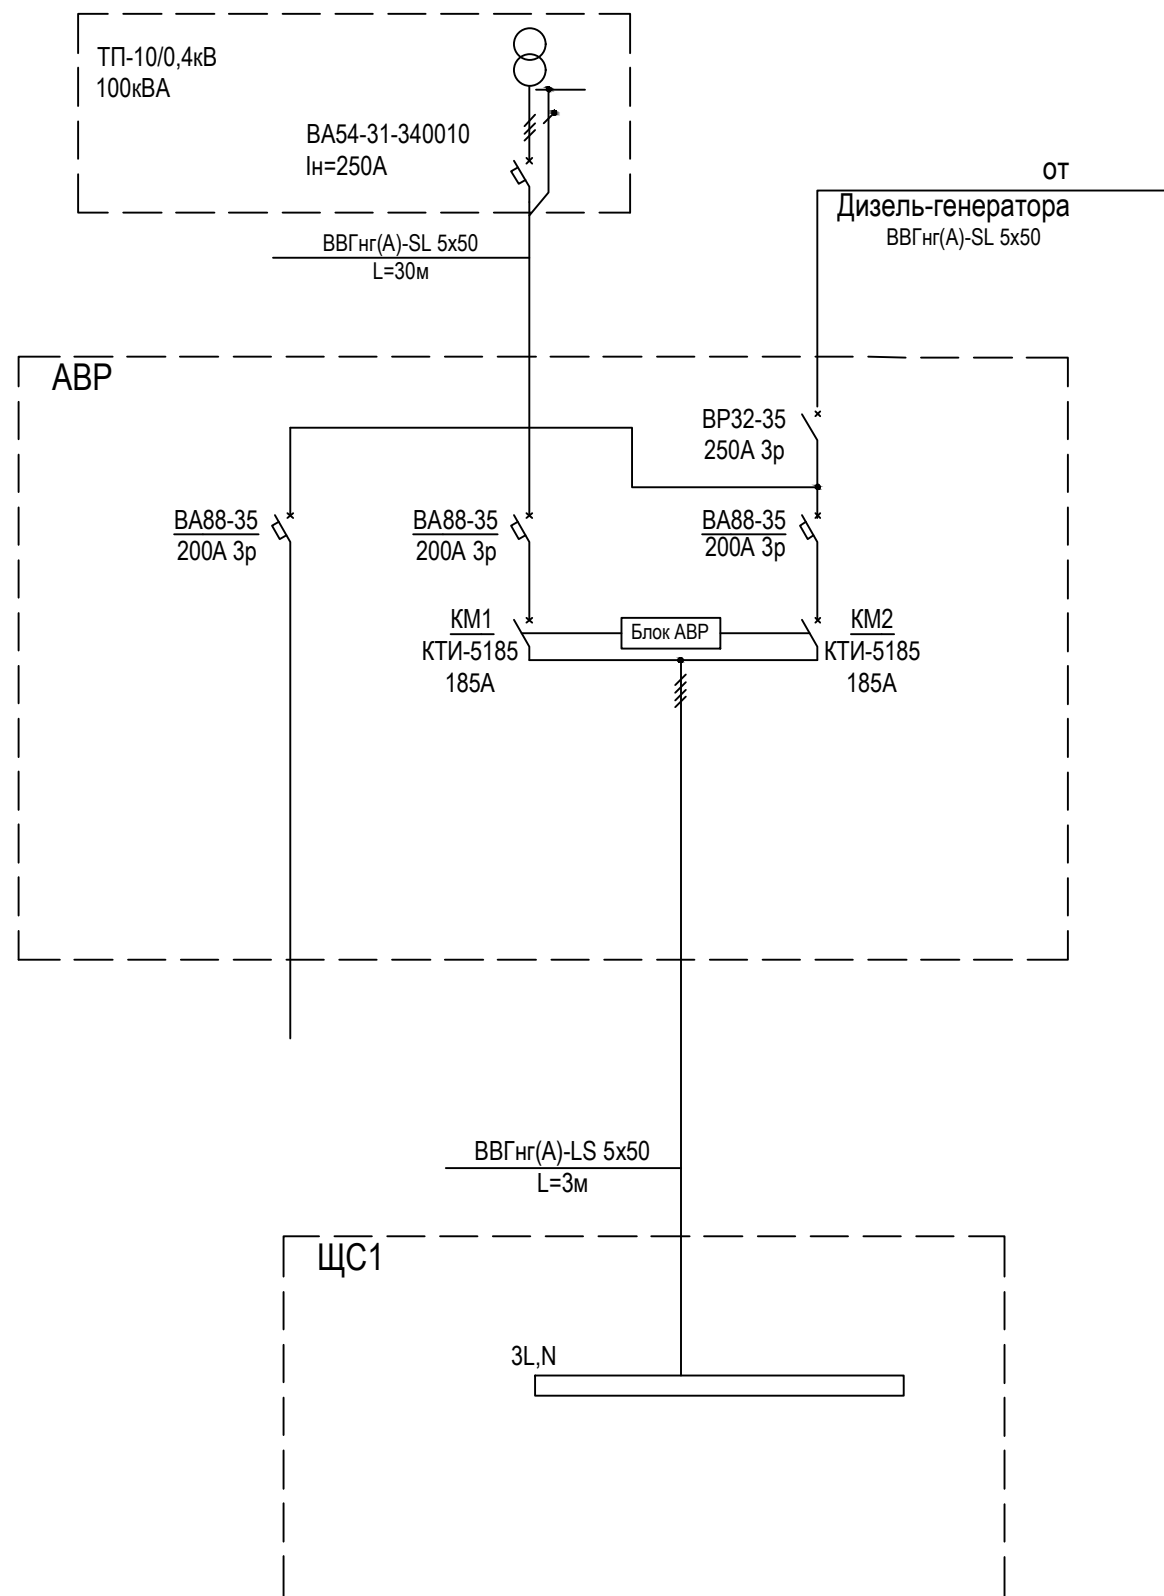 ТП-10/0,4кВ
100кВА
ВА54-31-340010
Iн=250А
от
Дизель-генератора
ВВГнг(А)-SL 5х50
ВВГнг(А)-SL 5х50
L=30м
АВР
ВР32-35
250А 3р
ВА88-35
200А 3р
ВА88-35
200А 3р
ВА88-35
200А 3р
КМ1
КТИ-5185
185А
Блок АВР
КМ2
КТИ-5185
185А
ВВГнг(А)-LS 5х50
L=3м
ЩС1
3L,N